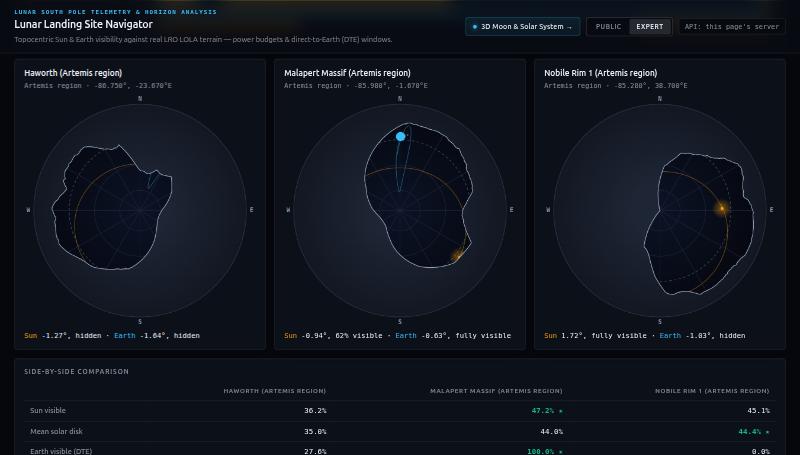 LUNAR SOUTH POLE TELEMETRY & HORIZON ANALYSIS
Lunar Landing Site Navigator
Topocentric Sun & Earth visibility against real LRO LOLA terrain — power budgets & direct-to-Earth (DTE) windows.
3D Moon & Solar System →
PUBLIC
EXPERT
API: this page's server
Haworth (Artemis region)
Artemis region · -86.750°, -23.670°E
N
W
E
S
Sun -1.27°, hidden · Earth -1.64°, hidden
Malapert Massif (Artemis region)
Artemis region · -85.980°, -1.670°E
N
W
E
S
Sun -0.94°, 62% visible · Earth -0.63°, fully visible
Nobile Rim 1 (Artemis region)
Artemis region · -85.280°, 38.700°E
N
W
E
S
Sun 1.72°, fully visible · Earth -1.03°, hidden
SIDE-BY-SIDE COMPARISON
HAWORTH (ARTEMIS REGION) MALAPERT MASSIF (ARTEMIS REGION) NOBILE RIM 1 (ARTEMIS REGION)
Sun visible 36.2% 47.2% ★ 45.1%
Mean solar disk 35.0% 44.0% 44.4% ★
Earth visible (DTE) 27.6% 100.0% ★ 0.0%